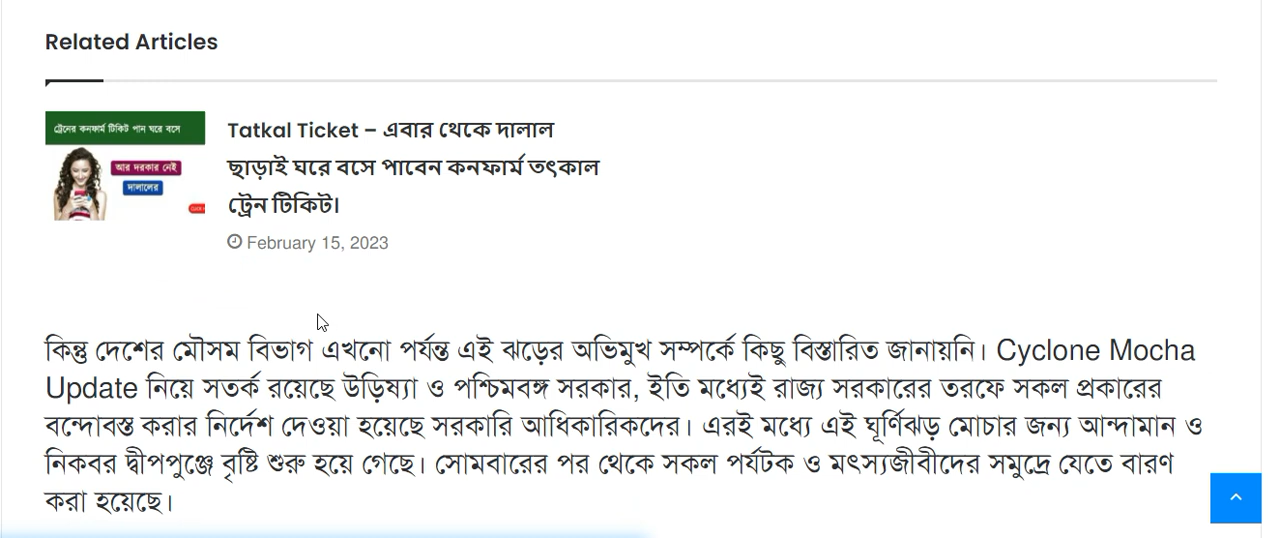 Related Articles
ট্রেনের কনফার্ম টিকিট পান ঘরে বসে
আর দরকার নেই
দালালের
Tatkal Ticket – এবার থেকে দালাল
ছাড়াই ঘরে বসে পাবেন কনফার্ম তৎকাল
ট্রেন টিকিট।
February 15, 2023
কিন্তু দেশের মৌসম বিভাগ এখনো পর্যন্ত এই ঝড়ের অভিমুখ সম্পর্কে কিছু বিস্তারিত জানায়নি। Cyclone Mocha
Update নিয়ে সতর্ক রয়েছে উড়িষ্যা ও পশ্চিমবঙ্গ সরকার, ইতি মধ্যেই রাজ্য সরকারের তরফে সকল প্রকারের
বন্দোবস্ত করার নির্দেশ দেওয়া হয়েছে সরকারি আধিকারিকদের। এরই মধ্যে এই ঘূর্ণিঝড় মোচার জন্য আন্দামান ও
নিকবর দ্বীপপুঞ্জে বৃষ্টি শুরু হয়ে গেছে। সোমবারের পর থেকে সকল পর্যটক ও মৎস্যজীবীদের সমুদ্রে যেতে বারণ
করা হয়েছে।